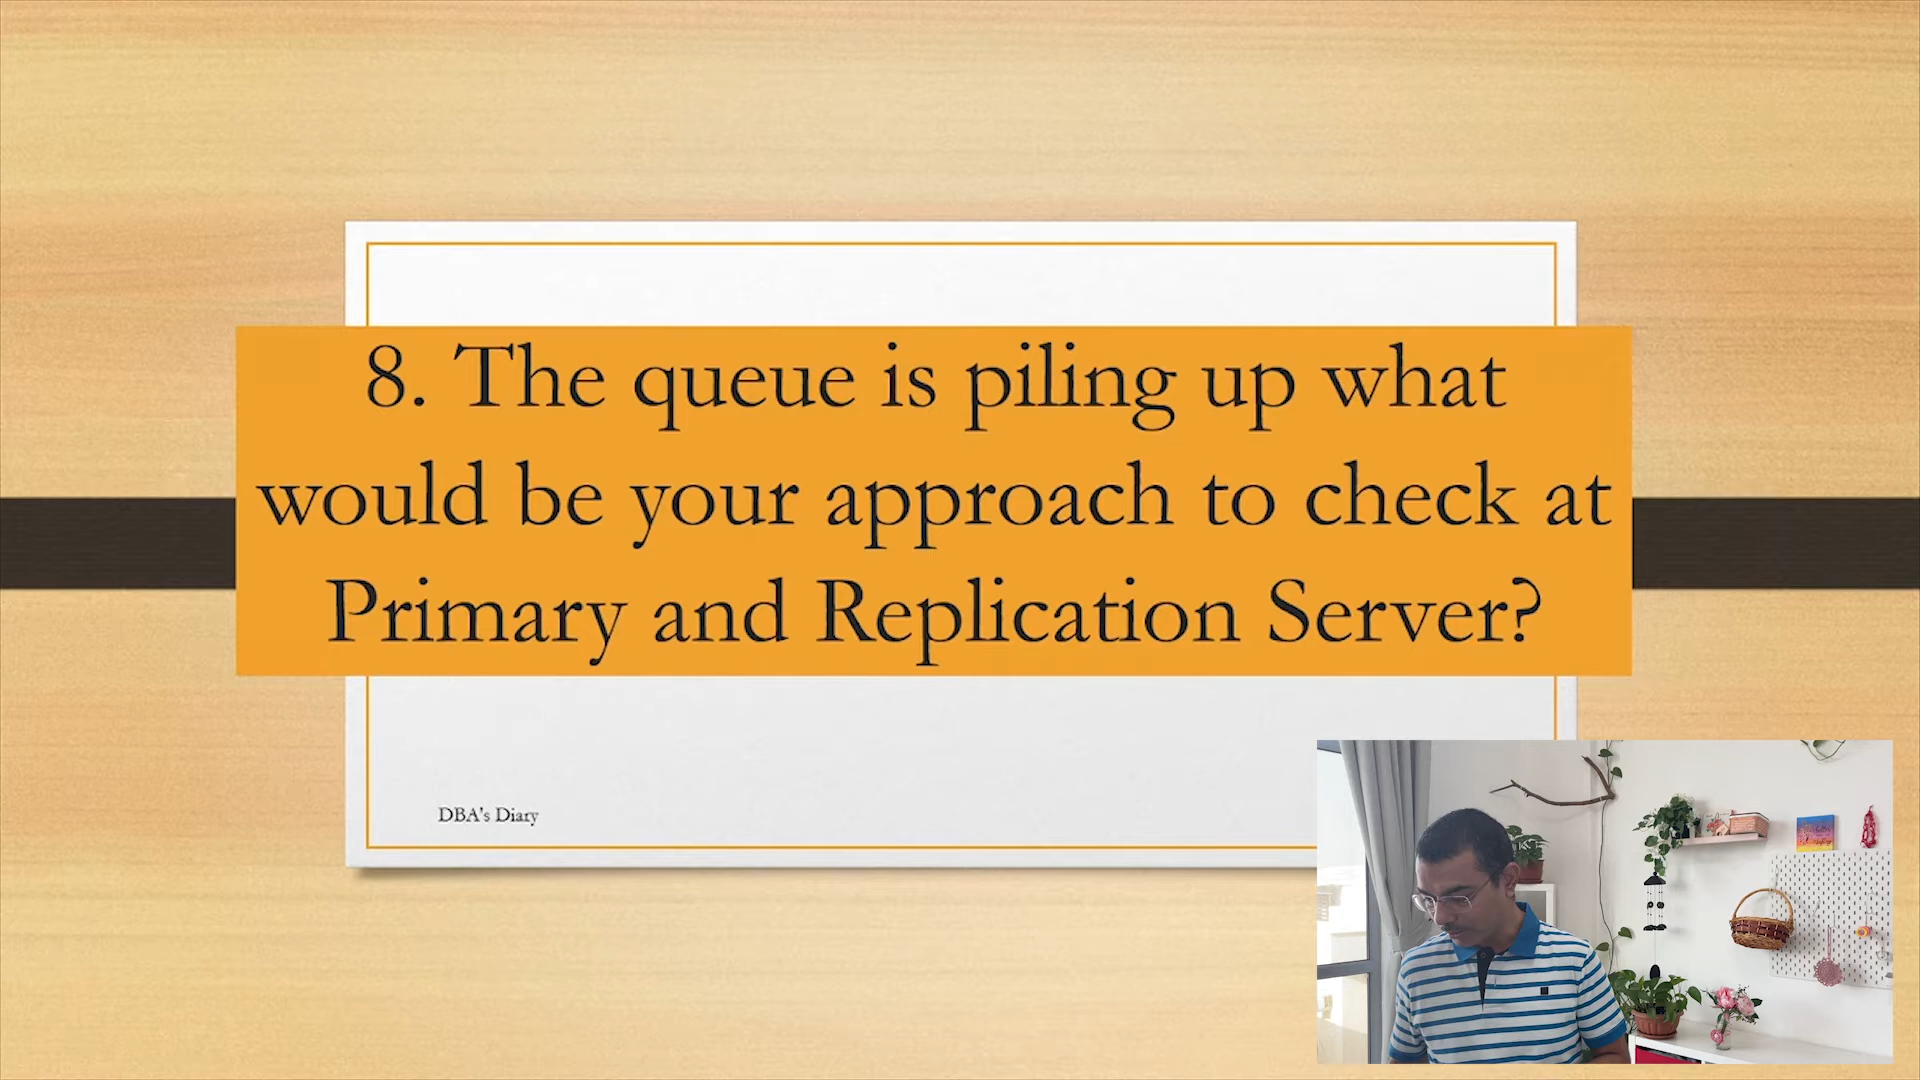 8. The queue is piling up what
would be your approach to check at
Primary and Replication Server?
DBA's Diary